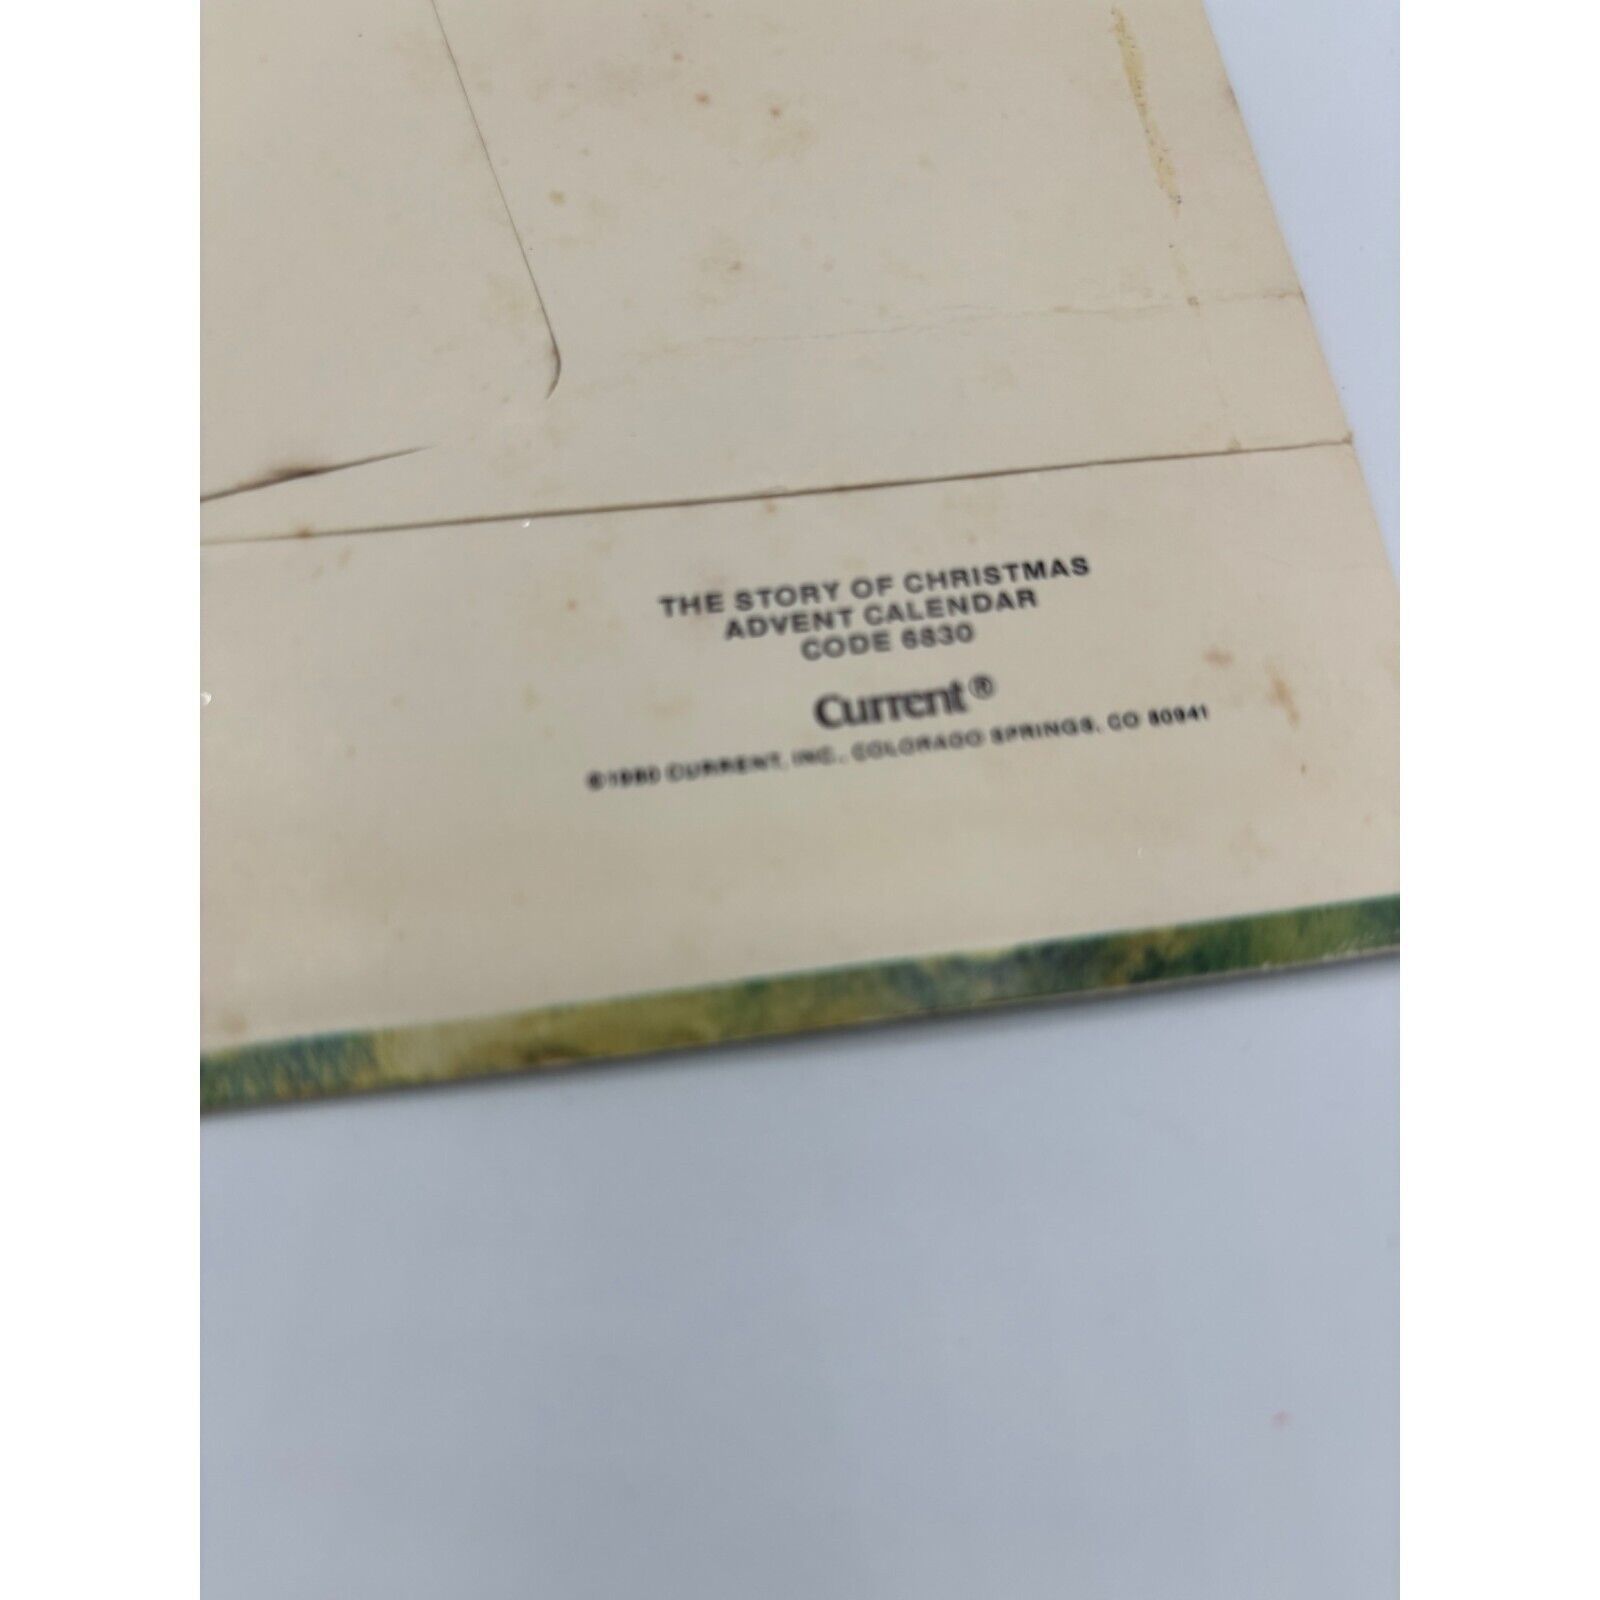 THE STORY OF CHRISTMAS
ADVENT CALENDAR
CODE 6830
Current®
©1980 CURRENT, INC., COLORADO SPRINGS, CO 80941